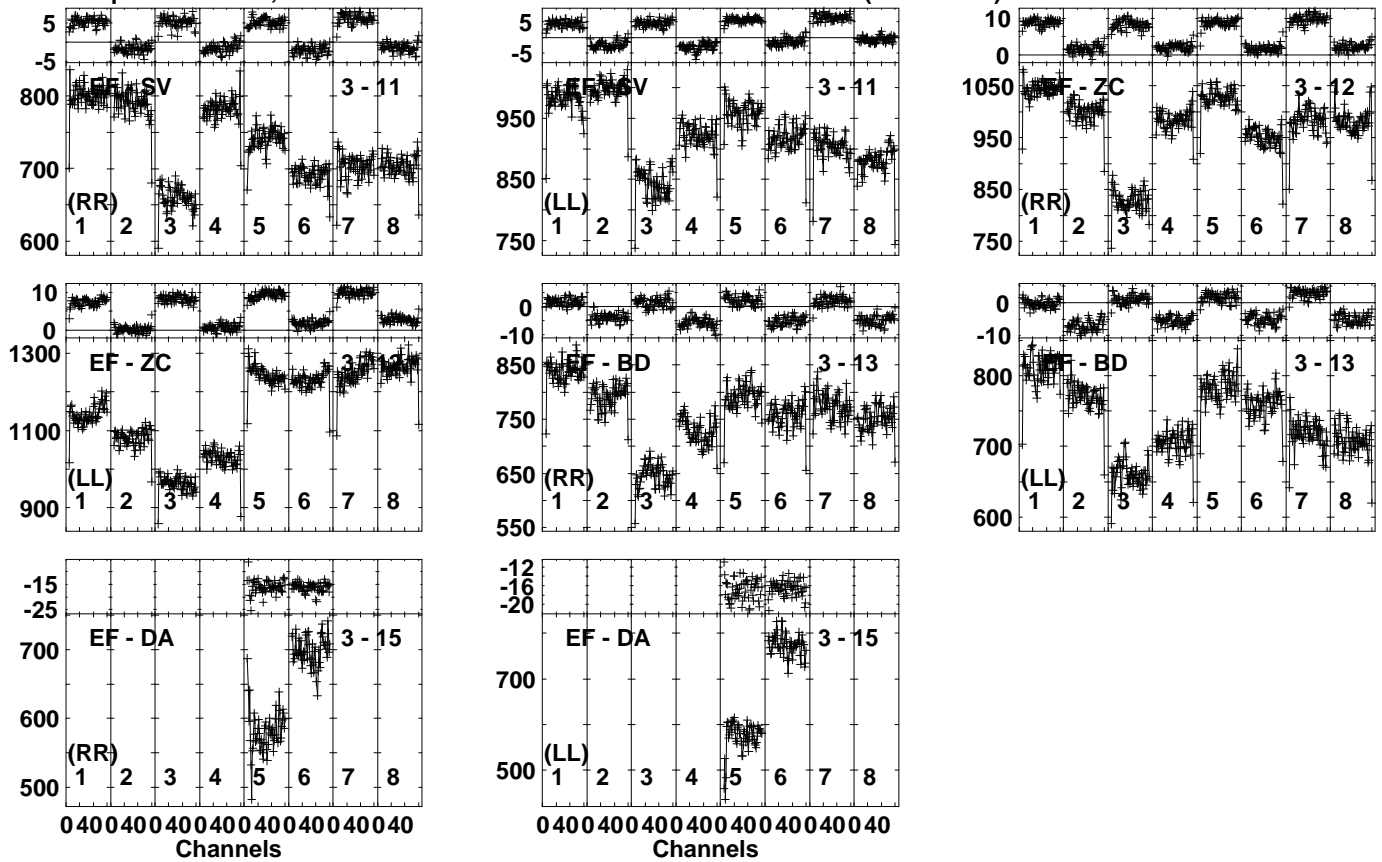 5
-5
EF - SV 3 - 11
800
700
600
(RR)
1 2 3 4 5 6 7 8
5
-5
EF - SV 3 - 11
950
850
750
(LL)
1 2 3 4 5 6 7 8
10
0
EF - ZC 3 - 12
1050
950
850
750
(RR)
1 2 3 4 5 6 7 8
10
0
EF - ZC 3 - 12
1300
1100
900
(LL)
1 2 3 4 5 6 7 8
0
-10
EF - BD 3 - 13
850
750
650
550
(RR)
1 2 3 4 5 6 7 8
0
-10
EF - BD 3 - 13
800
700
600
(LL)
1 2 3 4 5 6 7 8
-15
-25
EF - DA 3 - 15
700
600
500
(RR)
1 2 3 4 5 6 7 8
0 40 0 40 0 40 0 40 0 40 0 40 0 40 0 40
Channels
-12
-16
-20
EF - DA 3 - 15
700
500
(LL)
1 2 3 4 5 6 7 8
0 40 0 40 0 40 0 40 0 40 0 40 0 40 0 40
Channels